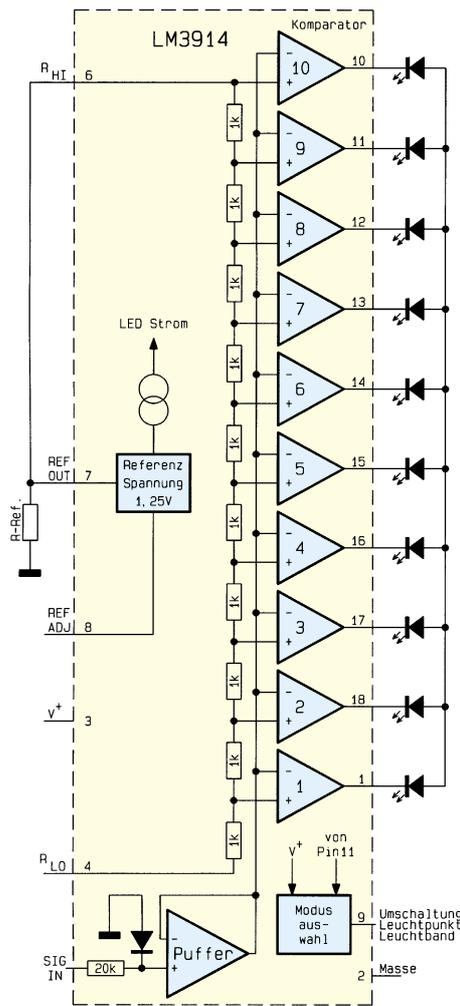 LM3914
Komparator
R HI 6
10 10
1k
9 11
1k
8 12
1k
7 13
LED Strom
1k
6 14
1k
REF
OUT 7
Referenz
Spannung
1,25V
5 15
R-Ref.
1k
4 16
1k
REF
ADJ 8
3 17
1k
V+ 3
2 18
1k
1 1
1k
R LO 4
V+
von
Pin11
Modus
aus-
wahl
9 Umschaltung
Leuchtpunkt
Leuchtband
Puffer
SIG
IN
20k
2 Masse